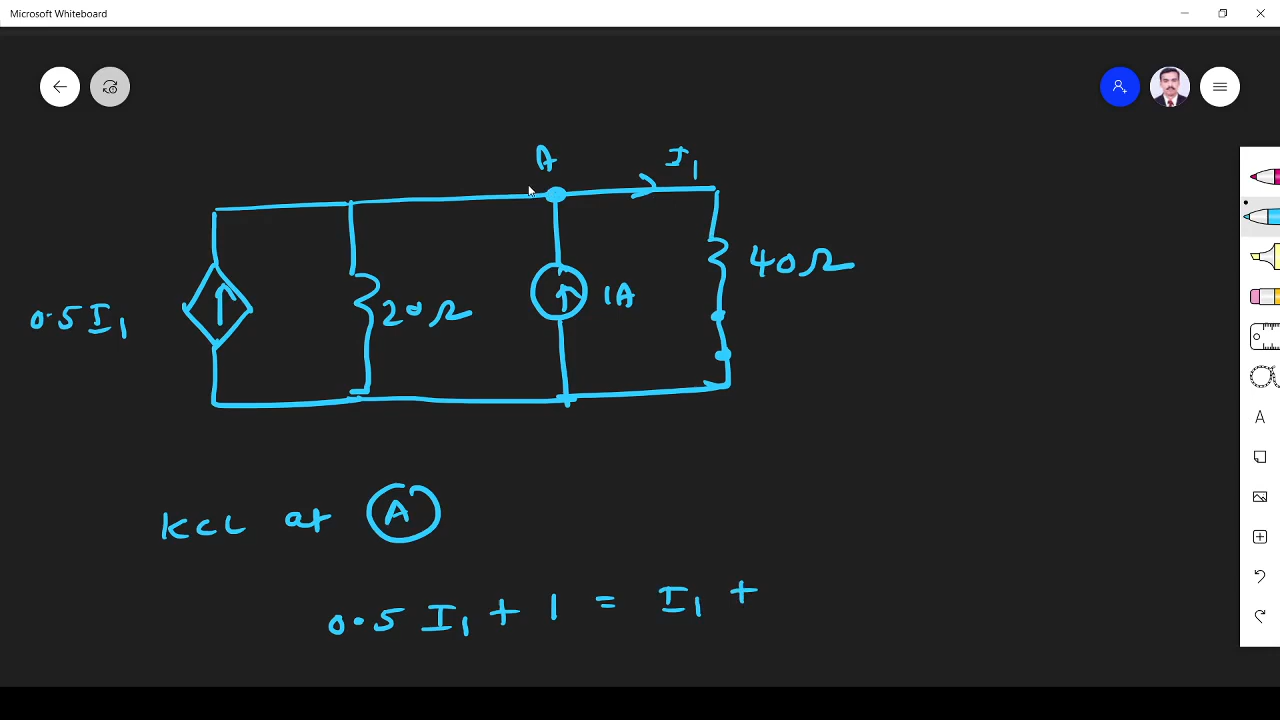 Microsoft Whiteboard
A
I₁
40Ω
0.5 I₁
20Ω
1A
A
KCL at A
0.5 I₁ + 1 = I₁ +